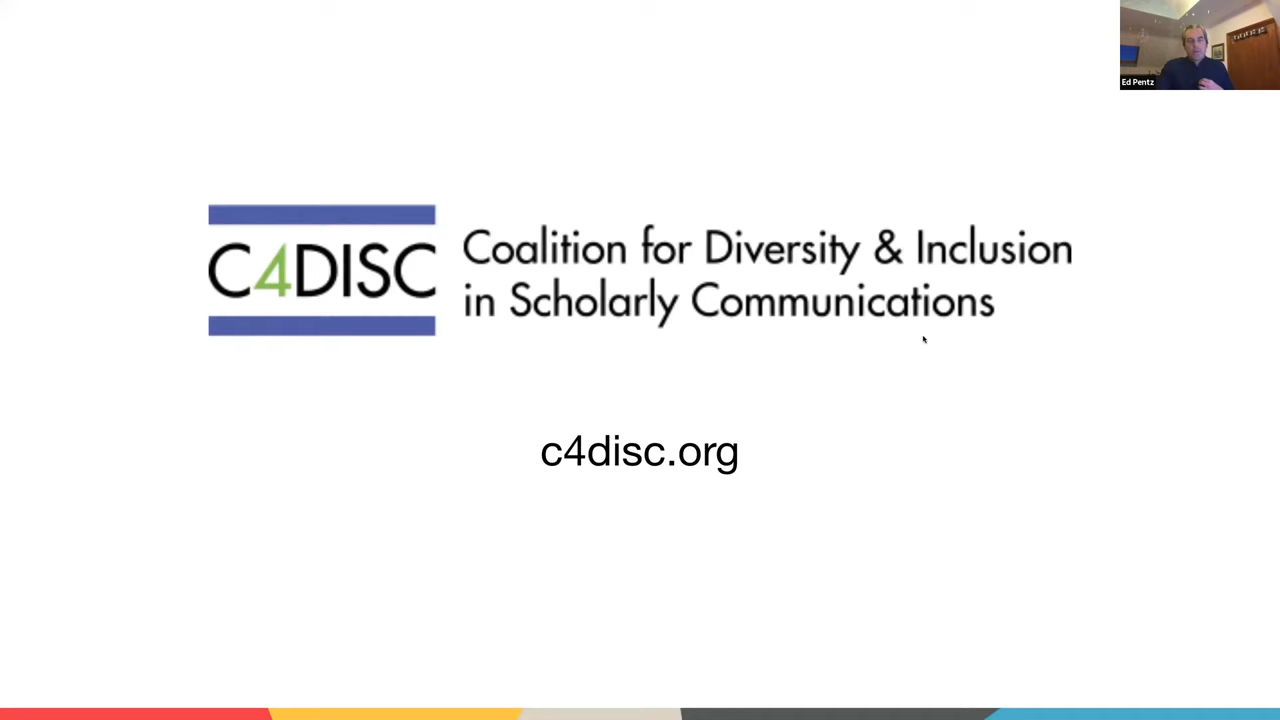 Ed Pentz
C4DISC
Coalition for Diversity & Inclusion
in Scholarly Communications
c4disc.org